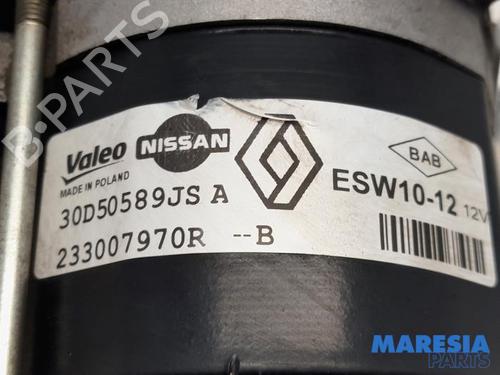 B-PARTS
Valeo
MADE IN POLAND
NISSAN
BAB
ESW10-12 12V
30D50589JS A
233007970R --B
MARESIA
PARTS